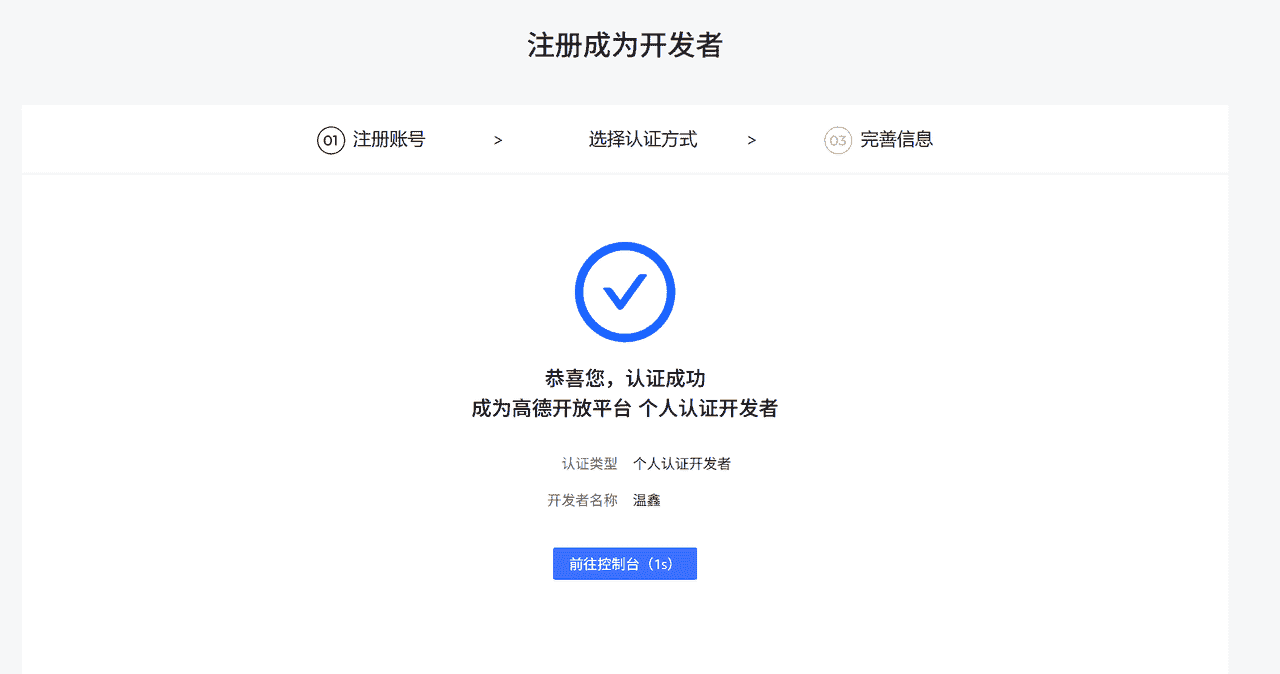 注册成为开发者
01 注册账号 > 选择认证方式 > 03 完善信息
恭喜您，认证成功
成为高德开放平台 个人认证开发者
认证类型 个人认证开发者
开发者名称 温鑫
前往控制台（1s）